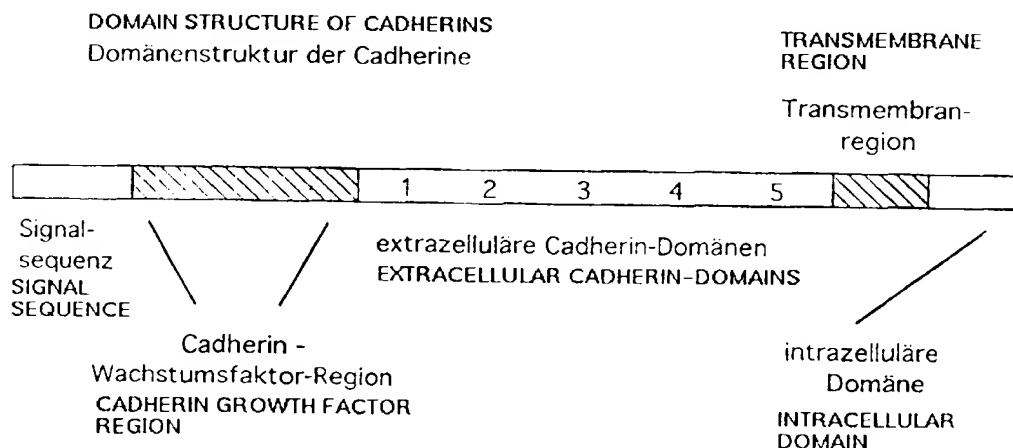 DOMAIN STRUCTURE OF CADHERINS
Domänenstruktur der Cadherine
TRANSMEMBRANE
REGION
Transmembran-
region
1 2 3 4 5
Signal-
sequenz
SIGNAL
SEQUENCE
extrazelluläre Cadherin-Domänen
EXTRACELLULAR CADHERIN-DOMAINS
Cadherin -
Wachstumsfaktor-Region
CADHERIN GROWTH FACTOR
REGION
intrazelluläre
Domäne
INTRACELLULAR
DOMAIN